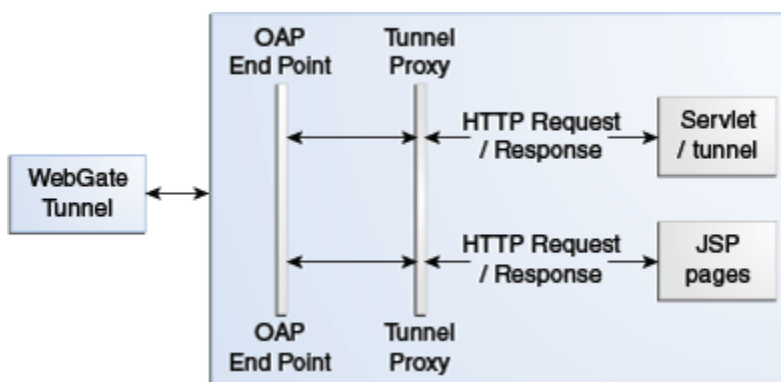 OAP
End Point
Tunnel
Proxy
HTTP Request
/ Response
Servlet
/ tunnel
WebGate
Tunnel
HTTP Request
/ Response
JSP
pages
OAP
End Point
Tunnel
Proxy